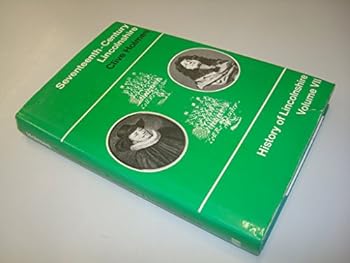 Seventeenth-Century
Lincolnshire
Clive Holmes
History of Lincolnshire
Volume VII